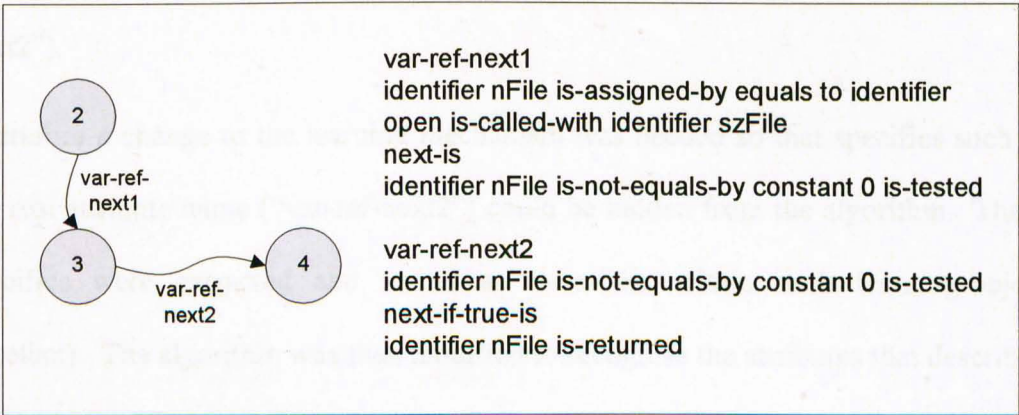 2
var-ref-
next1
3
4
var-ref-
next2
var-ref-next1
identifier nFile is-assigned-by equals to identifier
open is-called-with identifier szFile
next-is
identifier nFile is-not-equals-by constant 0 is-tested
var-ref-next2
identifier nFile is-not-equals-by constant 0 is-tested
next-if-true-is
identifier nFile is-returned